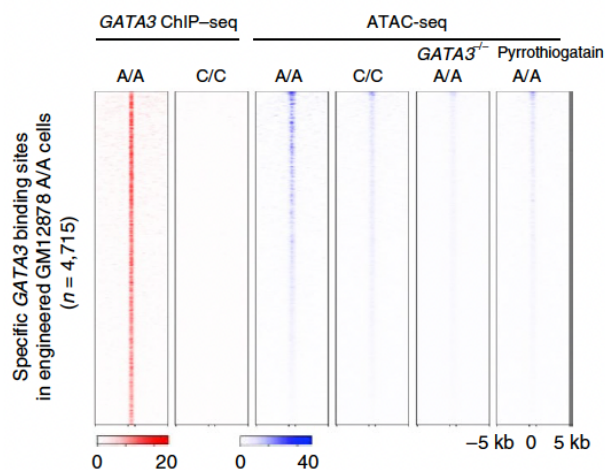 GATA3 ChIP–seq
ATAC-seq
GATA3–/– Pyrrothiogatain
A/A C/C A/A C/C A/A A/A
Specific GATA3 binding sites
in engineered GM12878 A/A cells
(n = 4,715)
0 20 0 40 –5 kb 0 5 kb